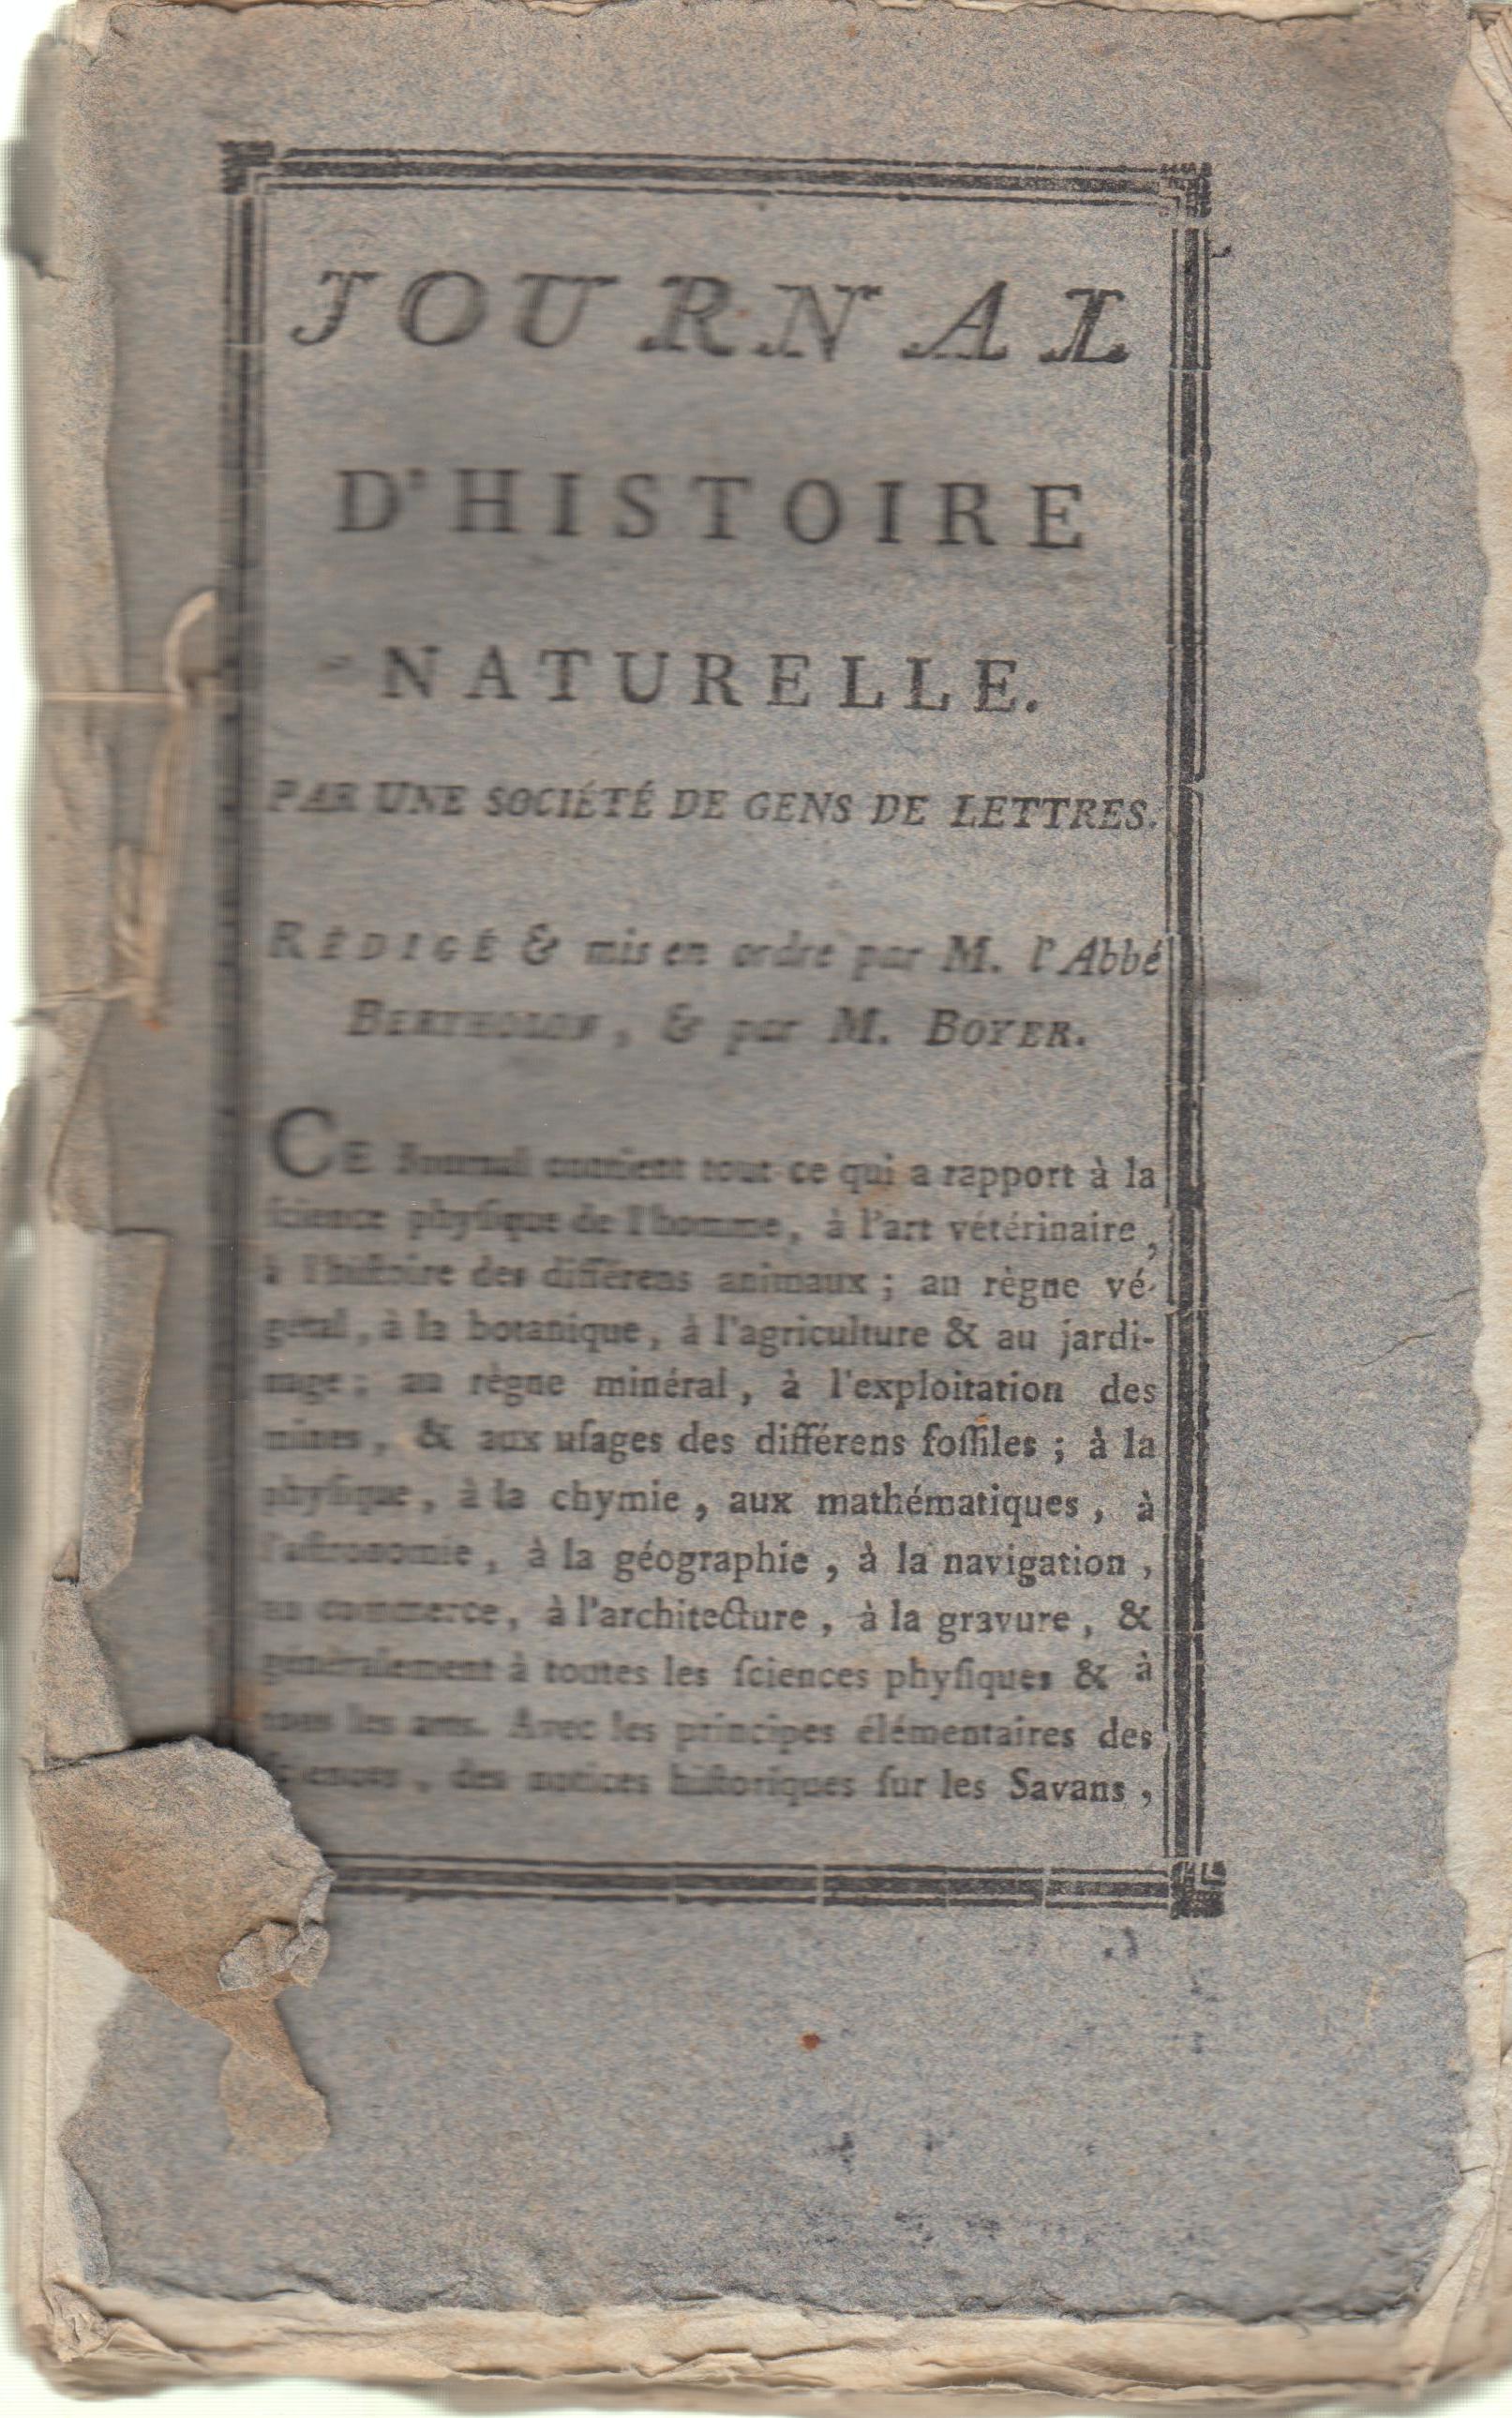 JOURNAL
D'HISTOIRE
NATURELLE.
PAR UNE SOCIÉTÉ DE GENS DE LETTRES.
RÉDIGÉ & mis en ordre par M. l'Abbé
BERTHOLON, & par M. BOYER.
CE Journal contient tout ce qui a rapport à la
ſcience phyſique de l'homme, à l'art vétérinaire,
à l'hiſtoire des différens animaux ; au règne vé-
gétal, à la botanique, à l'agriculture & au jardi-
nage ; au règne minéral, à l'exploitation des
mines, & aux uſages des différens foſſiles ; à la
phyſique, à la chymie, aux mathématiques, à
l'aſtronomie, à la géographie, à la navigation,
au commerce, à l'architecture, à la gravure, &
généralement à toutes les ſciences phyſiques & à
tous les arts. Avec les principes élémentaires des
ſciences, des notices hiſtoriques ſur les Savans,